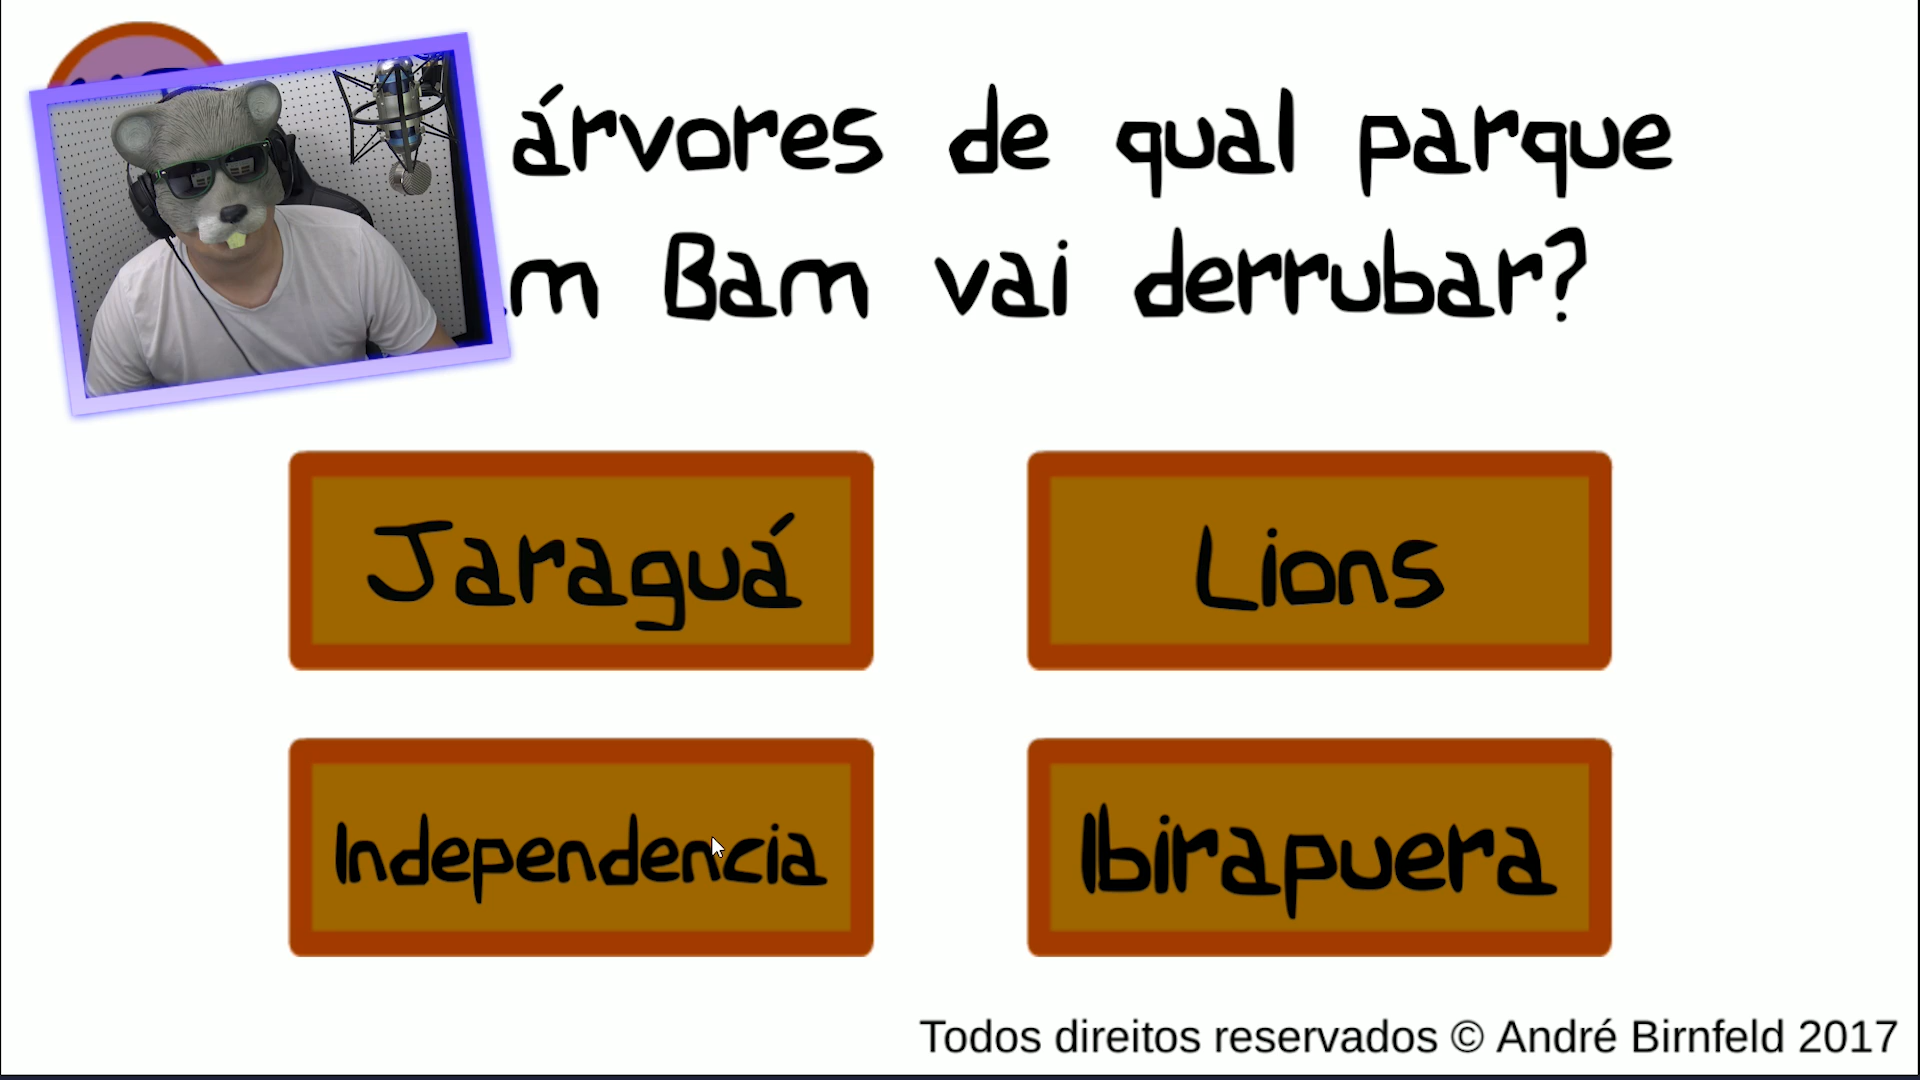 árvores de qual parque
m Bam vai derrubar?
Jaraguá
Lions
Independencia
Ibirapuera
Todos direitos reservados © André Birnfeld 2017